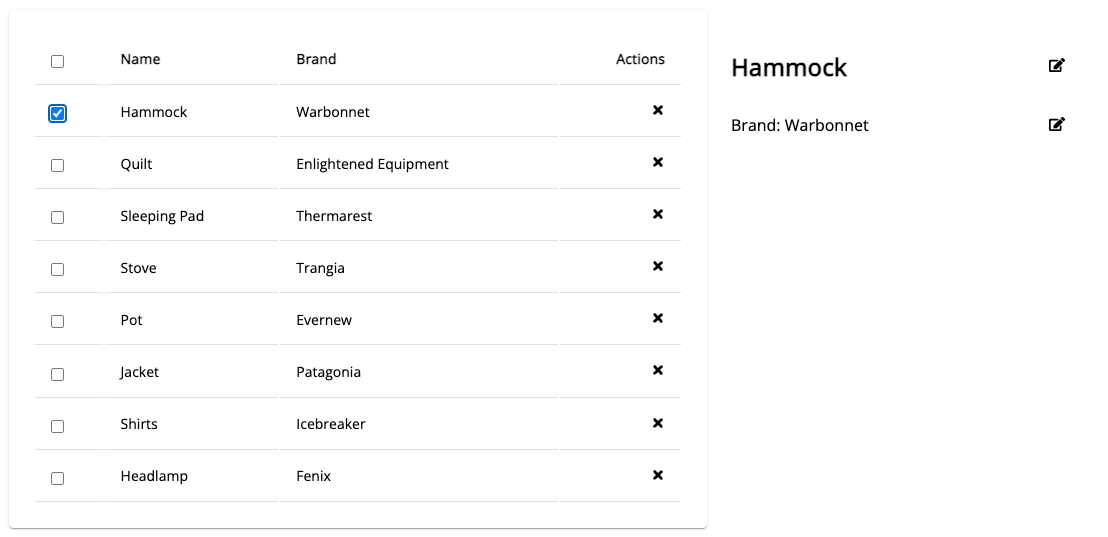 Name Brand Actions
Hammock Warbonnet
Quilt Enlightened Equipment
Sleeping Pad Thermarest
Stove Trangia
Pot Evernew
Jacket Patagonia
Shirts Icebreaker
Headlamp Fenix
Hammock
Brand: Warbonnet